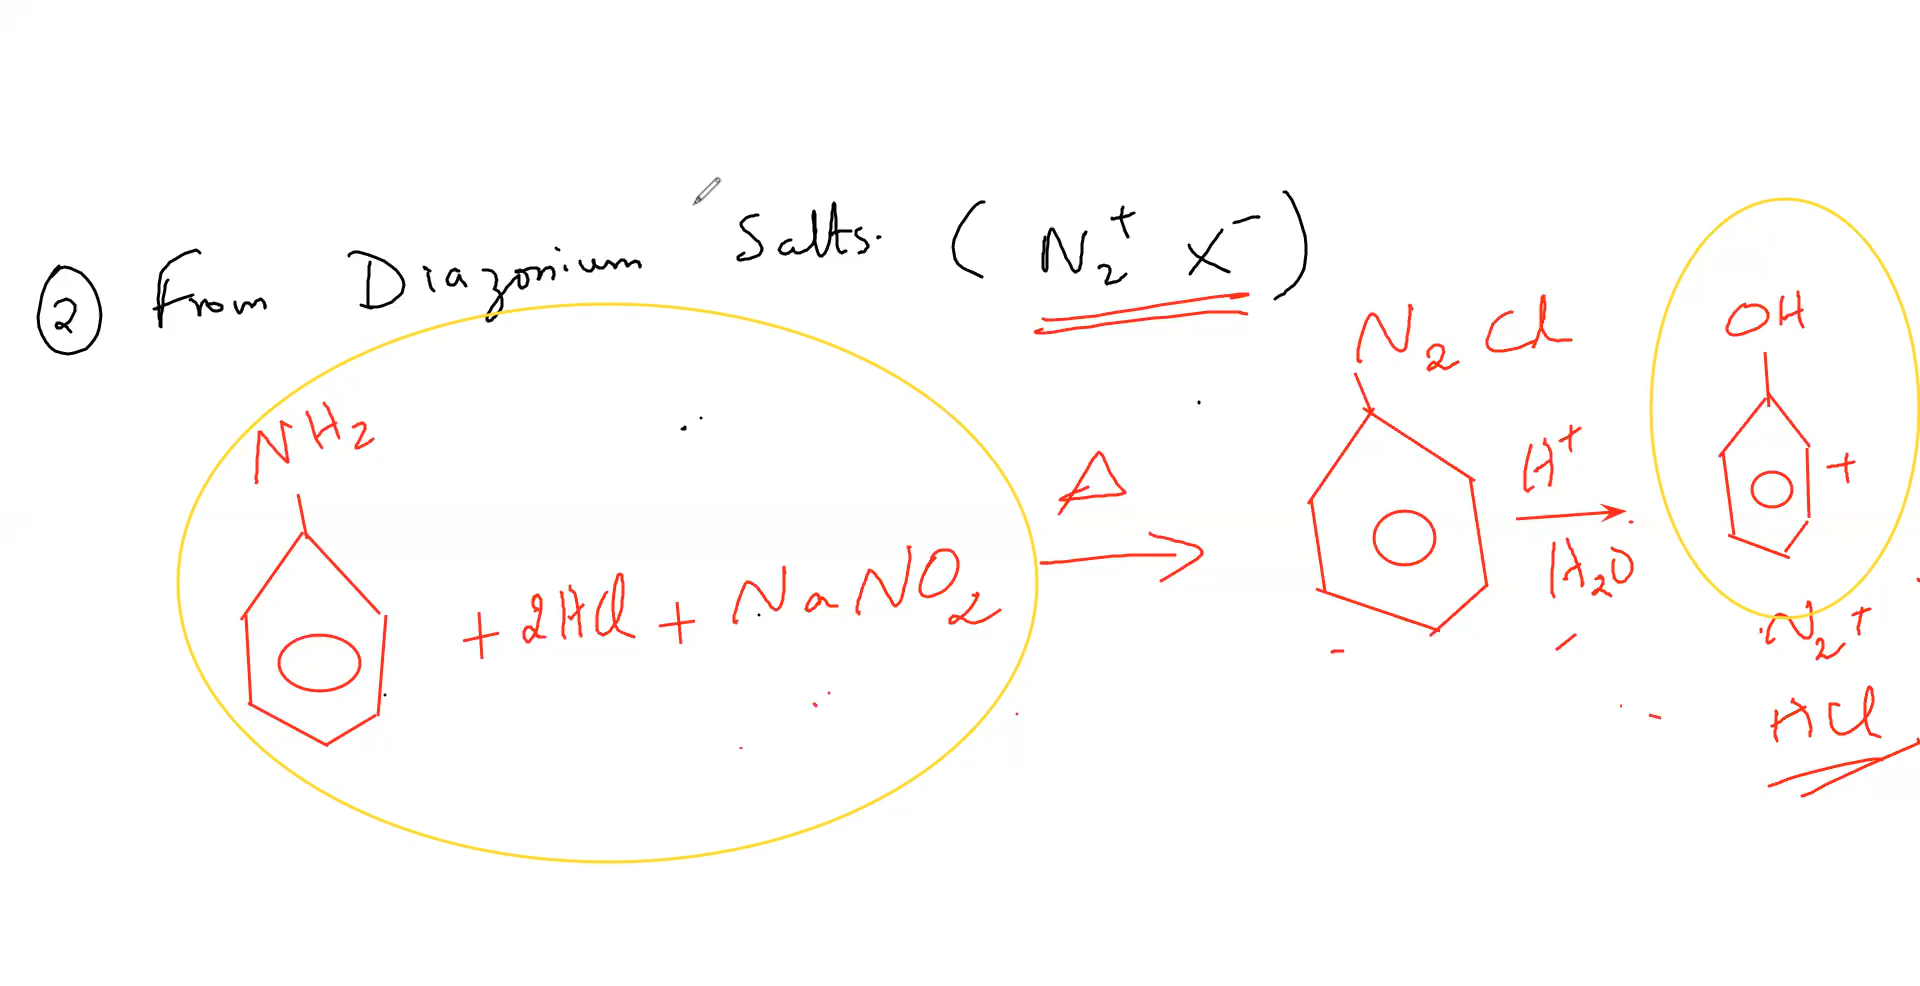 ② From Diazonium Salts. ( N₂⁺ X⁻ )
NH₂
+ 2HCl + NaNO₂
Δ
N₂Cl
H⁺
H₂O
OH
+
N₂ +
HCl